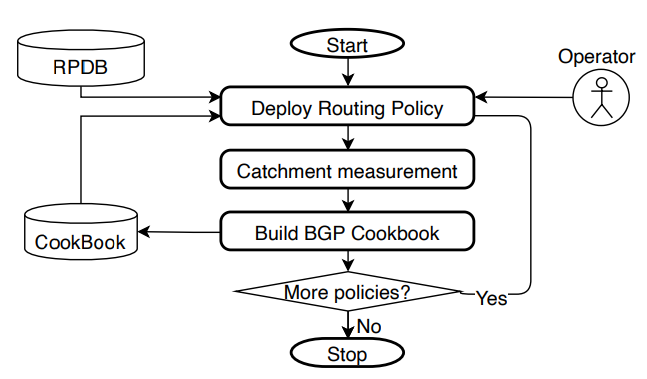 Start
RPDB
Operator
Deploy Routing Policy
Catchment measurement
CookBook
Build BGP Cookbook
More policies?
Yes
No
Stop